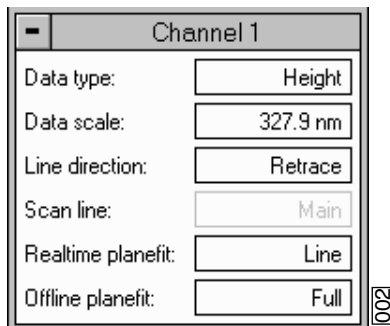 Channel 1
Data type: Height
Data scale: 327.9 nm
Line direction: Retrace
Scan line: Main
Realtime planefit: Line
Offline planefit: Full
002